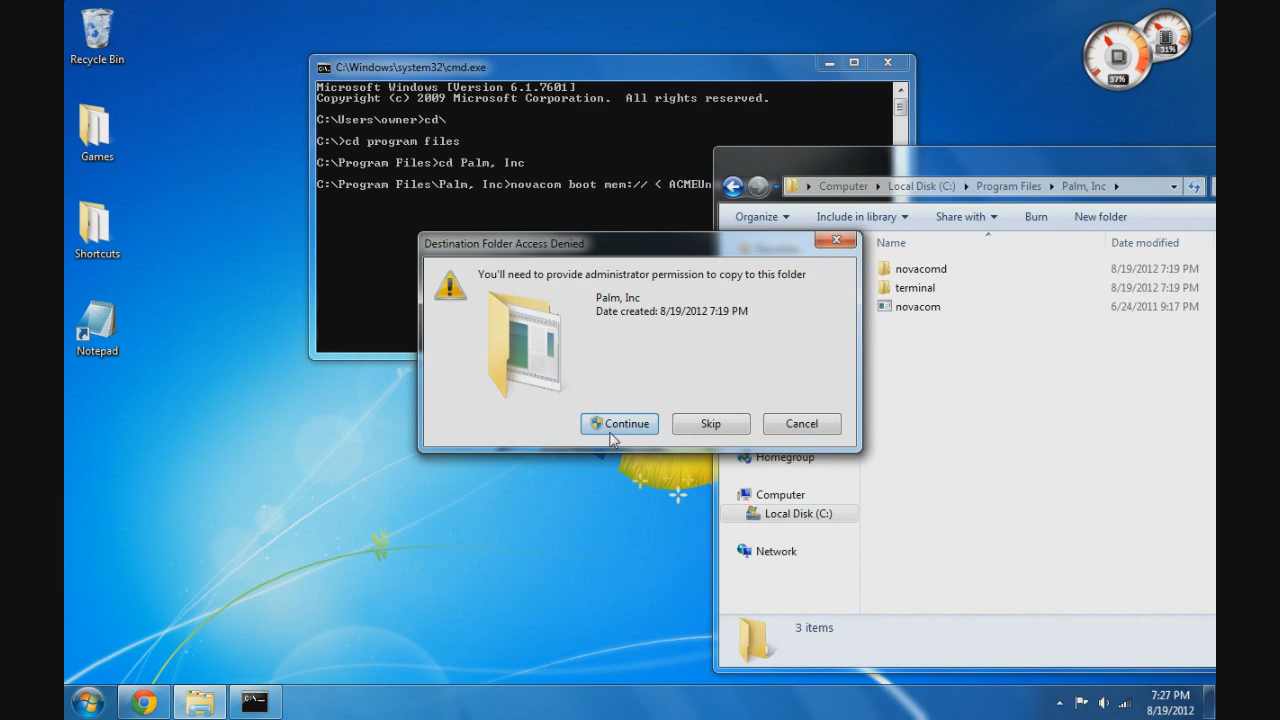 Recycle Bin
Games
Shortcuts
Notepad
C:\Windows\system32\cmd.exe
Microsoft Windows [Version 6.1.7601]
Copyright (c) 2009 Microsoft Corporation.  All rights reserved.
C:\Users\owner>cd\
C:\>cd program files
C:\Program Files>cd Palm, Inc
C:\Program Files\Palm, Inc>novacom boot mem:// < ACMEUn
37%
31%
Computer
Local Disk (C:)
Program Files
Palm, Inc
Organize
Include in library
Share with
Burn
New folder
Name
Date modified
novacomd
8/19/2012 7:19 PM
terminal
8/19/2012 7:19 PM
novacom
6/24/2011 9:17 PM
Homegroup
Computer
Local Disk (C:)
Network
3 items
Destination Folder Access Denied
You'll need to provide administrator permission to copy to this folder
Palm, Inc
Date created: 8/19/2012 7:19 PM
Continue
Skip
Cancel
C:\
7:27 PM
8/19/2012